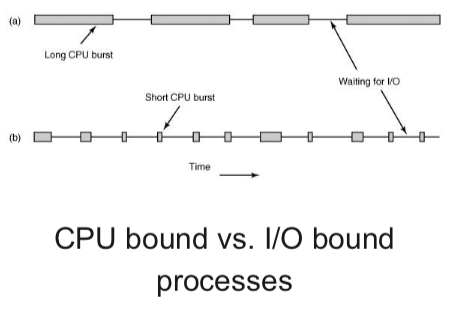 (a)
Long CPU burst
Waiting for I/O
Short CPU burst
(b)
Time
CPU bound vs. I/O bound
processes